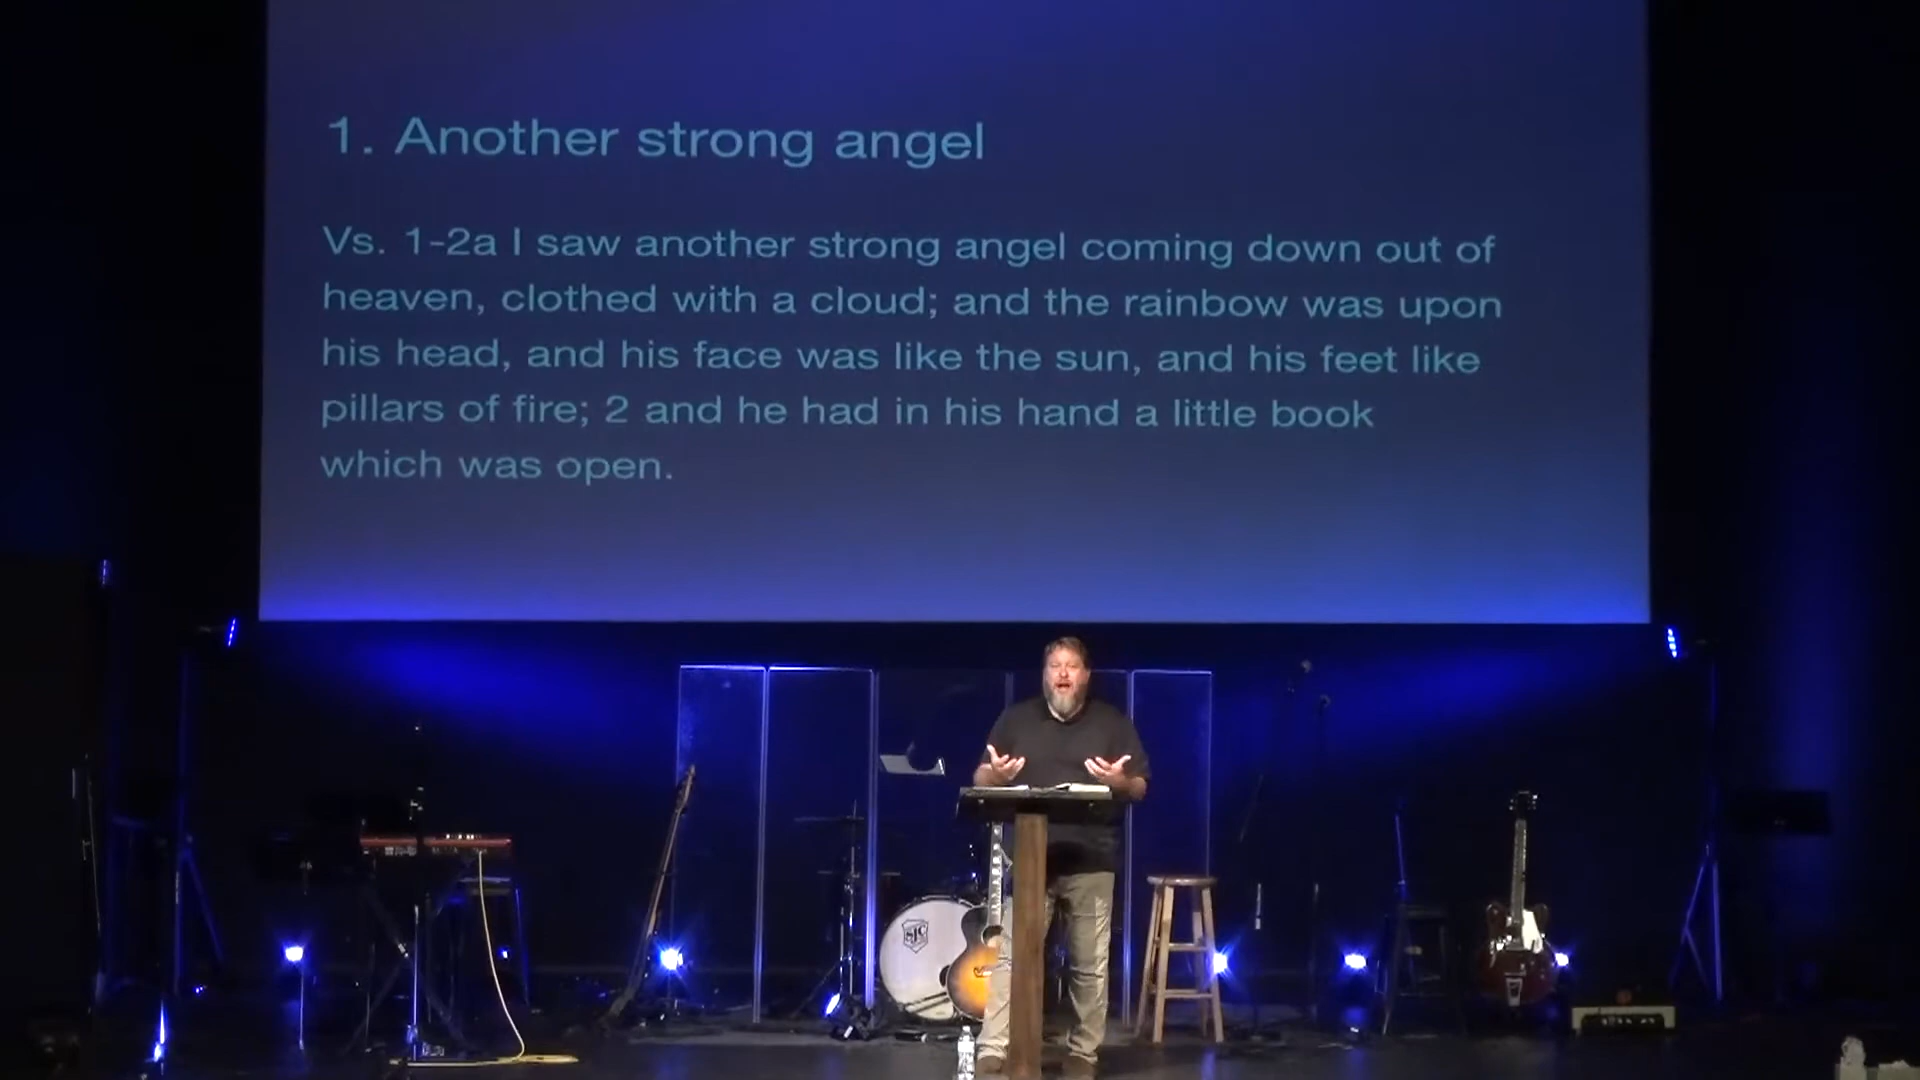 1. Another strong angel
Vs. 1-2a I saw another strong angel coming down out of
heaven, clothed with a cloud; and the rainbow was upon
his head, and his face was like the sun, and his feet like
pillars of fire; 2 and he had in his hand a little book
which was open.
SJC